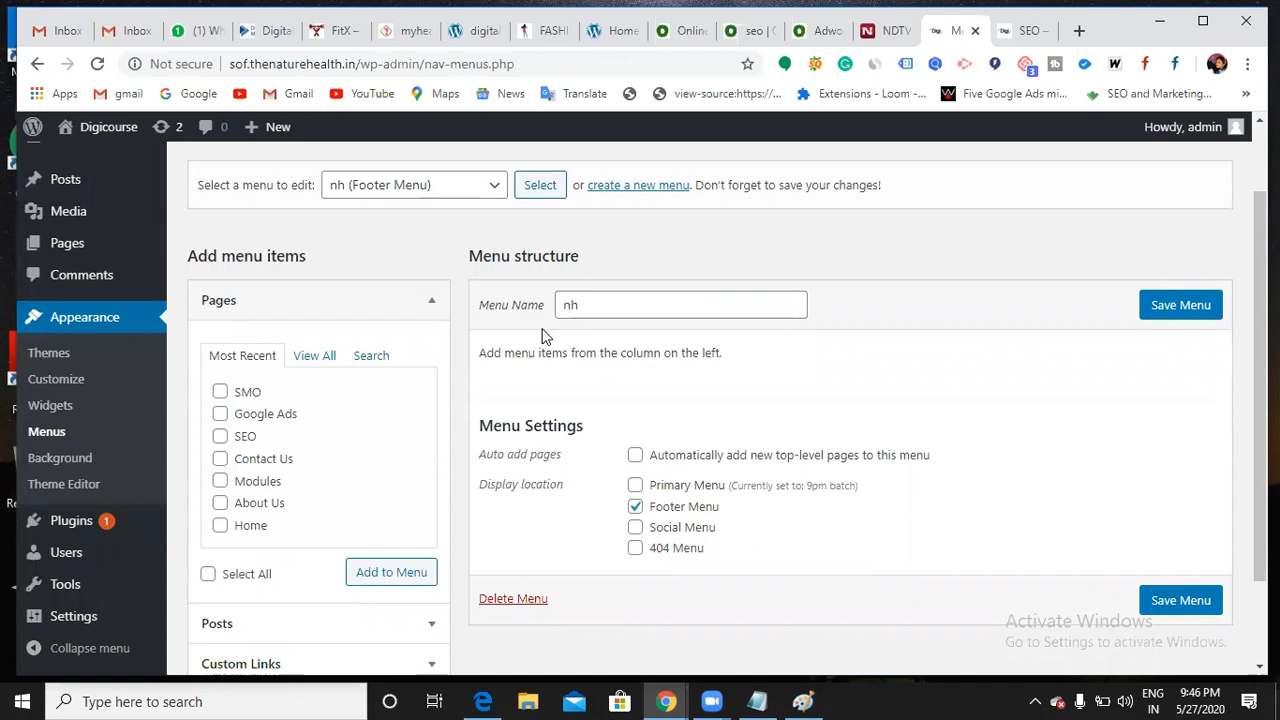 Inbox
Inbox
(1) Wh
Digita
FitX –
myhe
digital
FASHI
Home
Online
seo | G
Adwo
NDTV
M
SEO –
Not secure
sof.thenaturehealth.in/wp-admin/nav-menus.php
3
Apps
gmail
Google
Gmail
YouTube
Maps
News
Translate
view-source:https:/...
Extensions - Loom -...
Five Google Ads mi...
SEO and Marketing...
»
Digicourse
2
0
New
Howdy, admin
Posts
Media
Pages
Comments
Appearance
Themes
Customize
Widgets
Menus
Background
Theme Editor
Plugins 1
Users
Tools
Settings
Collapse menu
Select a menu to edit: nh (Footer Menu) Select or create a new menu. Don't forget to save your changes!
Add menu items
Pages
Most Recent View All Search
SMO
Google Ads
SEO
Contact Us
Modules
About Us
Home
Select All Add to Menu
Posts
Custom Links
Menu structure
Menu Name nh Save Menu
Add menu items from the column on the left.
Menu Settings
Auto add pages Automatically add new top-level pages to this menu
Display location Primary Menu (Currently set to: 9pm batch)
Footer Menu
Social Menu
404 Menu
Delete Menu Save Menu
Activate Windows
Go to Settings to activate Windows.
Type here to search
ENG
IN
9:46 PM
5/27/2020